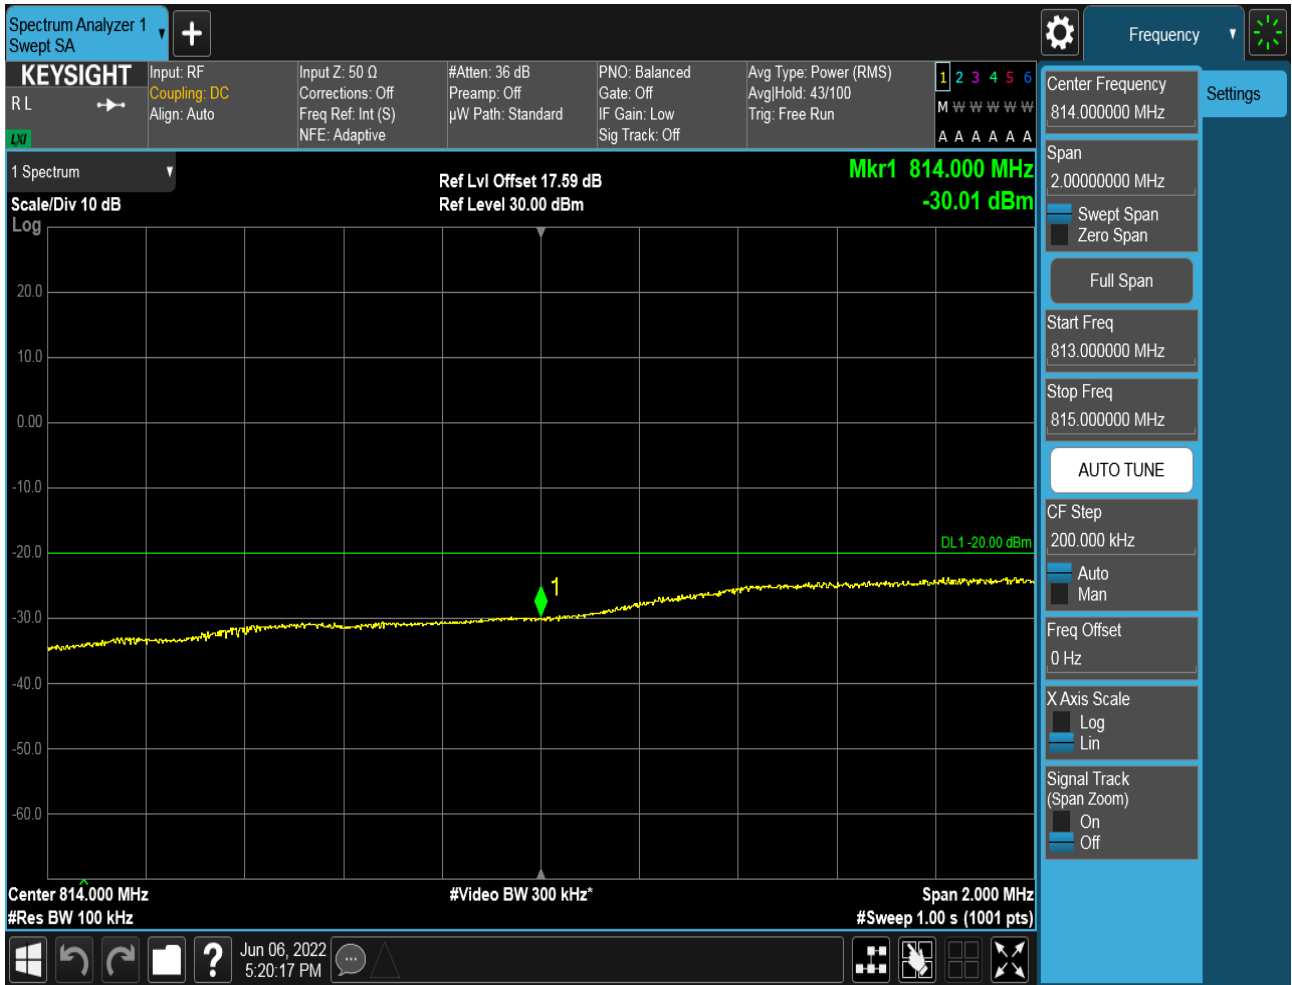 Spectrum Analyzer 1
Swept SA
+
Frequency
KEYSIGHT
R L
LXI
Input: RF
Coupling: DC
Align: Auto
Input Z: 50 Ω
Corrections: Off
Freq Ref: Int (S)
NFE: Adaptive
#Atten: 36 dB
Preamp: Off
µW Path: Standard
PNO: Balanced
Gate: Off
IF Gain: Low
Sig Track: Off
Avg Type: Power (RMS)
Avg|Hold: 43/100
Trig: Free Run
1 2 3 4 5 6
M W W W W W
A A A A A A
1 Spectrum
Scale/Div 10 dB
Log
Ref Lvl Offset 17.59 dB
Ref Level 30.00 dBm
Mkr1 814.000 MHz
-30.01 dBm
20.0
10.0
0.00
-10.0
-20.0
-30.0
-40.0
-50.0
-60.0
DL1 -20.00 dBm
1
Center 814.000 MHz
#Res BW 100 kHz
#Video BW 300 kHz*
Span 2.000 MHz
#Sweep 1.00 s (1001 pts)
Jun 06, 2022
5:20:17 PM
?
Center Frequency
814.000000 MHz
Settings
Span
2.00000000 MHz
Swept Span
Zero Span
Full Span
Start Freq
813.000000 MHz
Stop Freq
815.000000 MHz
AUTO TUNE
CF Step
200.000 kHz
Auto
Man
Freq Offset
0 Hz
X Axis Scale
Log
Lin
Signal Track
(Span Zoom)
On
Off